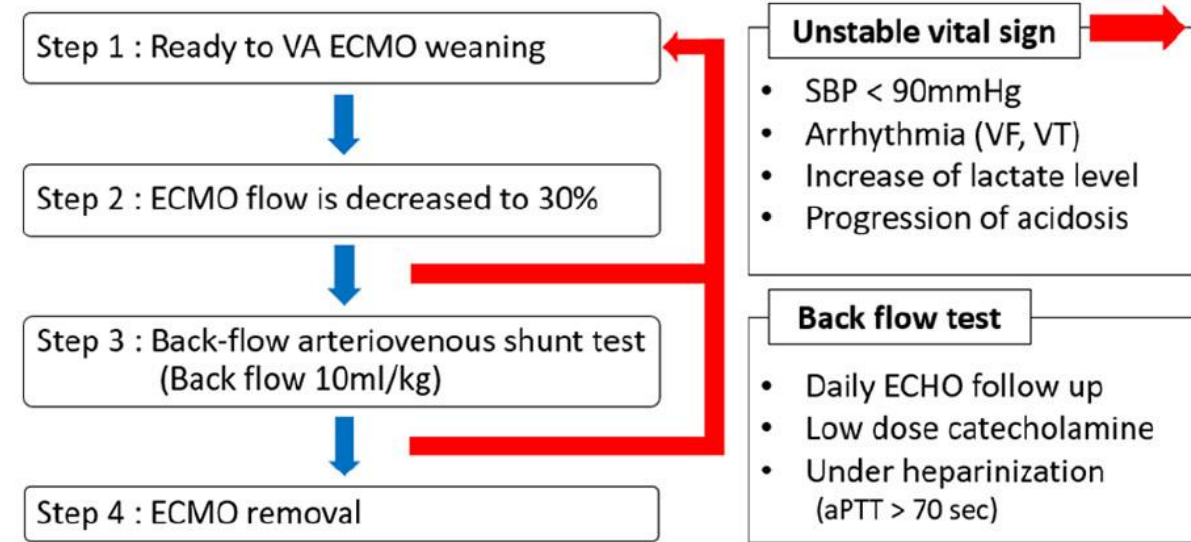 Step 1 : Ready to VA ECMO weaning
Step 2 : ECMO flow is decreased to 30%
Step 3 : Back-flow arteriovenous shunt test
(Back flow 10ml/kg)
Step 4 : ECMO removal
Unstable vital sign
• SBP < 90mmHg
• Arrhythmia (VF, VT)
• Increase of lactate level
• Progression of acidosis
Back flow test
• Daily ECHO follow up
• Low dose catecholamine
• Under heparinization
(aPTT > 70 sec)